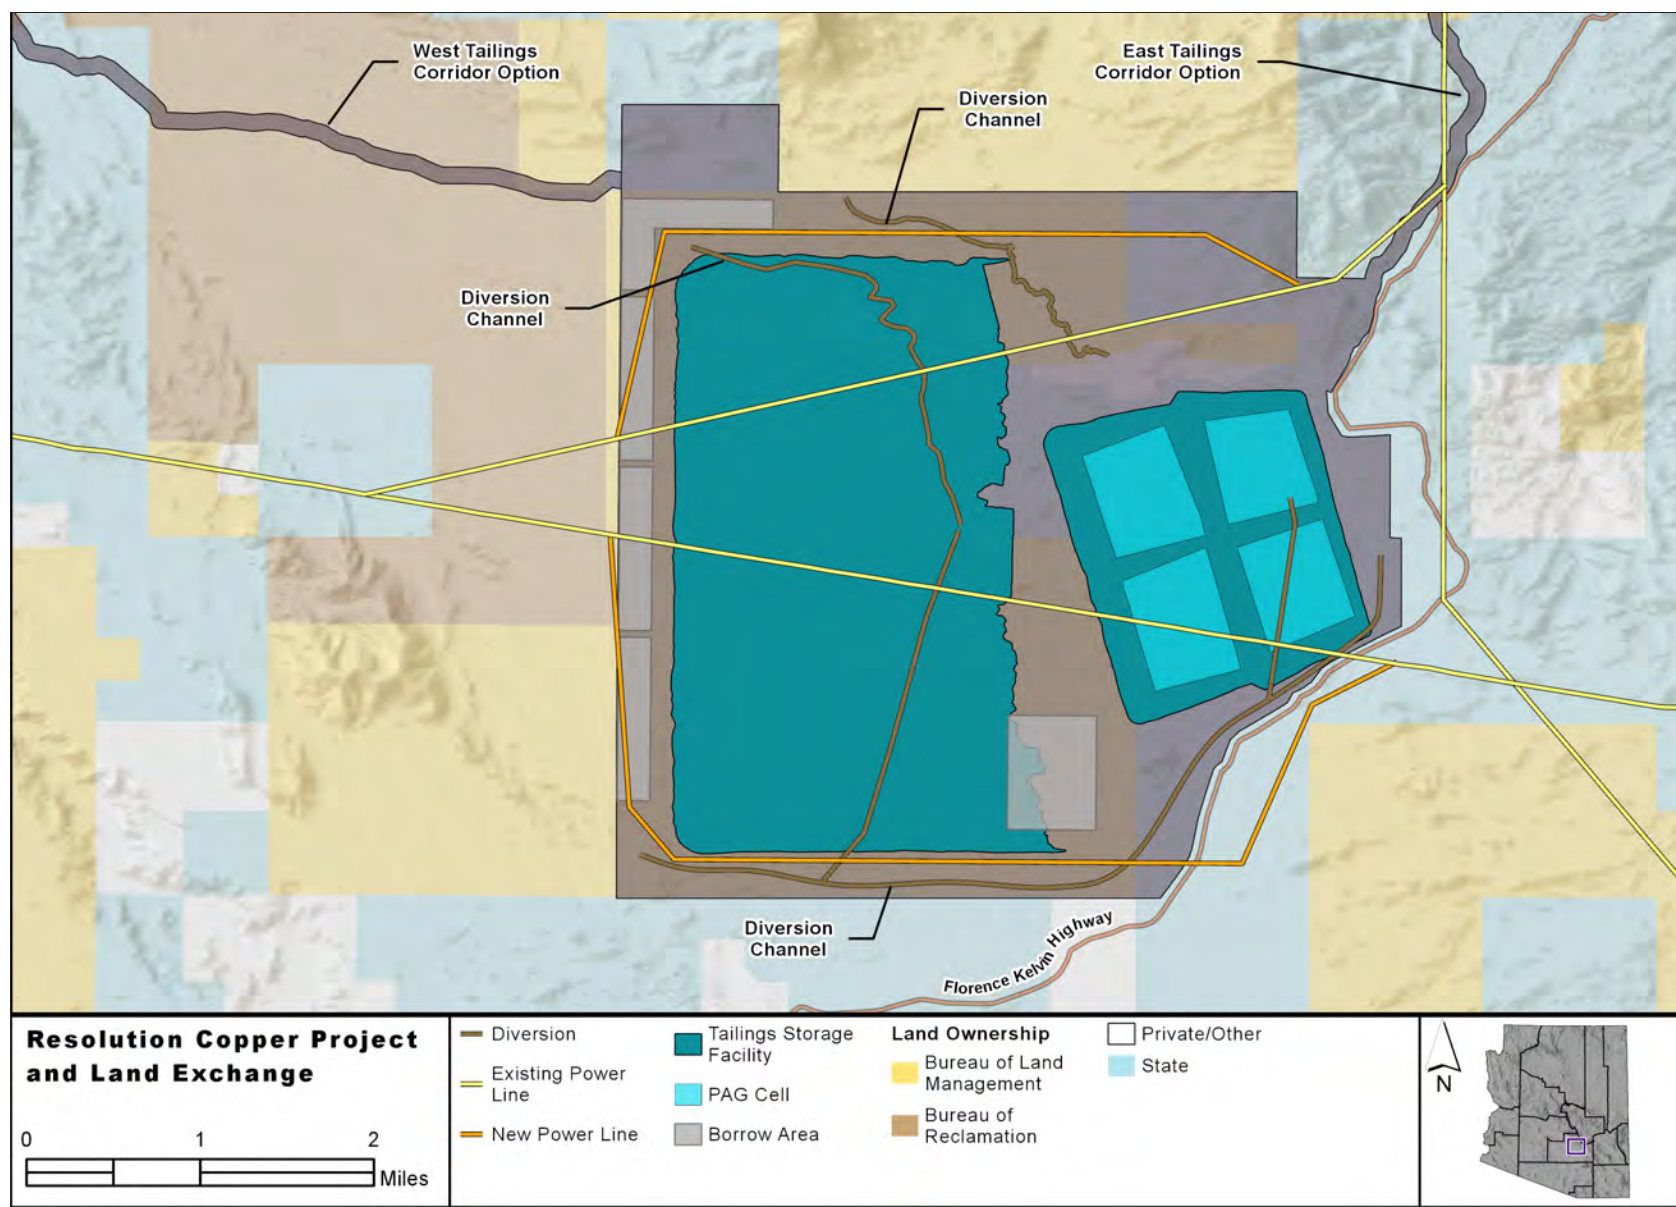 West Tailings
Corridor Option
East Tailings
Corridor Option
Diversion
Channel
Diversion
Channel
Diversion
Channel
Florence Kelvin Highway
Resolution Copper Project
and Land Exchange
0 1 2
Miles
Diversion
Existing Power
Line
New Power Line
Tailings Storage
Facility
PAG Cell
Borrow Area
Land Ownership
Bureau of Land
Management
Bureau of
Reclamation
Private/Other
State
N